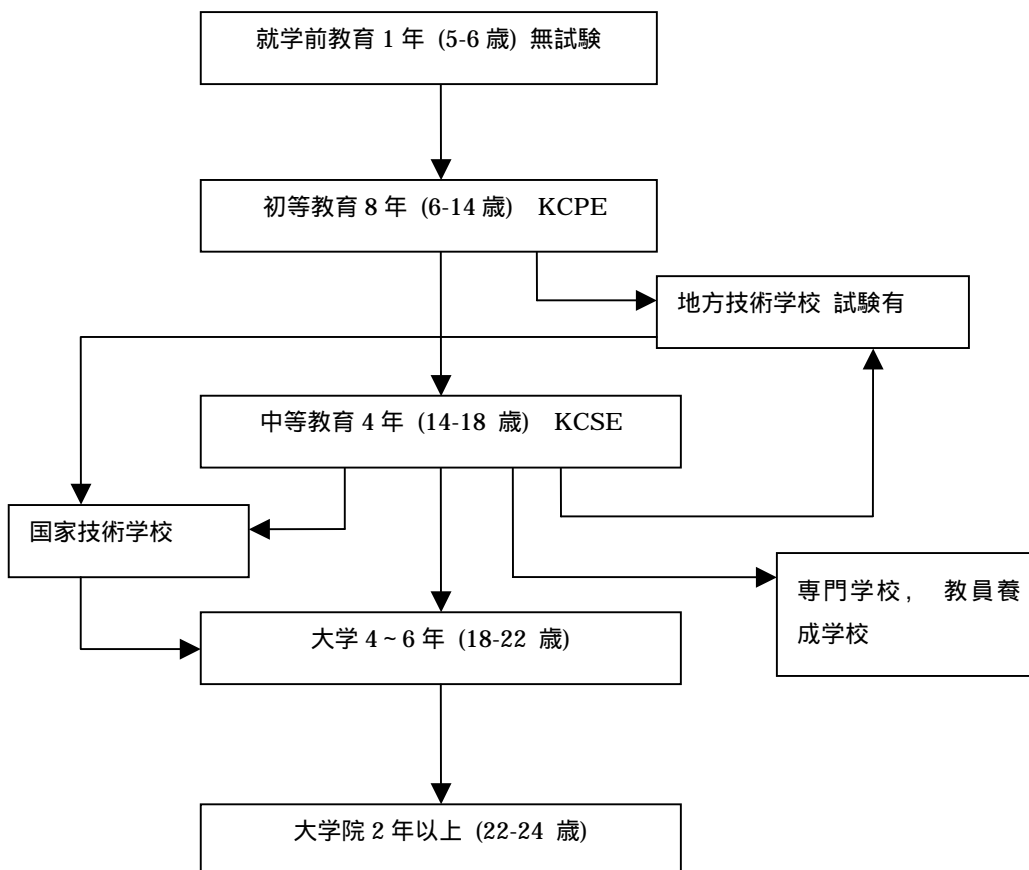 就学前教育 1 年 (5-6 歳) 無試験
初等教育 8 年 (6-14 歳)　KCPE
地方技術学校 試験有
中等教育 4 年 (14-18 歳)　KCSE
国家技術学校
専門学校，　教員養
成学校
大学 4～6 年 (18-22 歳)
大学院 2 年以上 (22-24 歳)